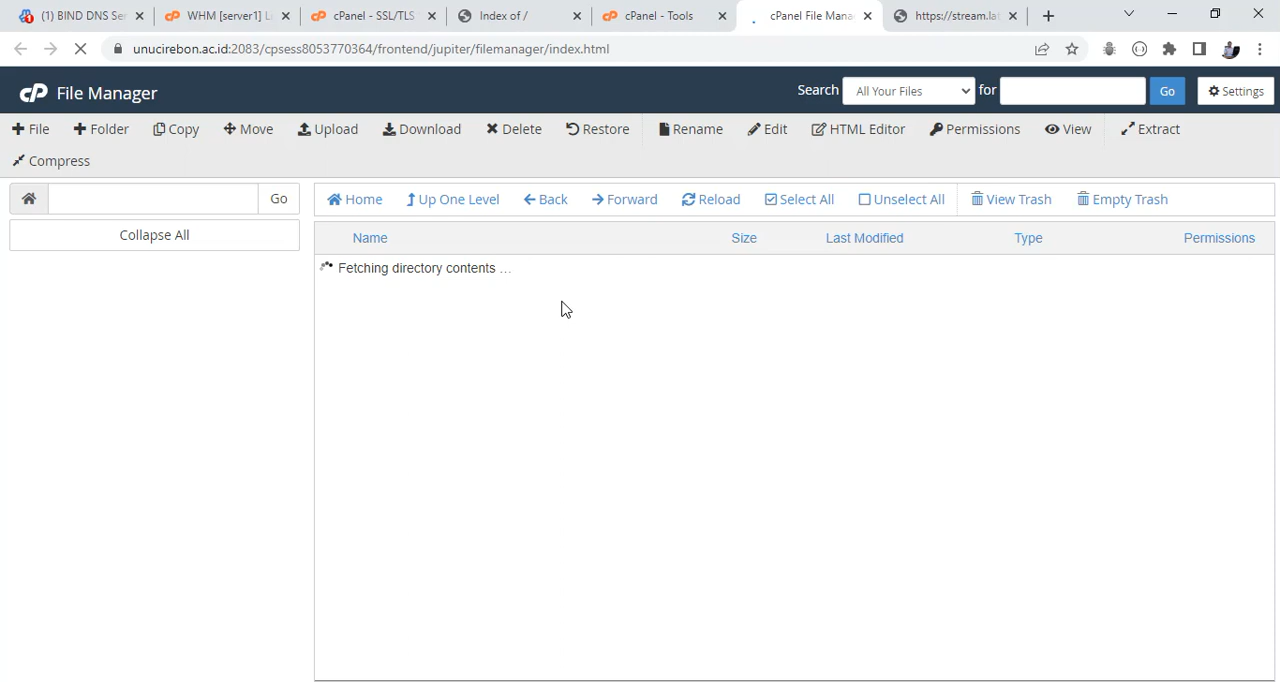 (1) BIND DNS Se
WHM [server1] L
cPanel - SSL/TLS
Index of /
cPanel - Tools
cPanel File Mana
https://stream.la
unucirebon.ac.id:2083/cpsess8053770364/frontend/jupiter/filemanager/index.html
cP File Manager
Search
All Your Files
for
Go
Settings
File
Folder
Copy
Move
Upload
Download
Delete
Restore
Rename
Edit
HTML Editor
Permissions
View
Extract
Compress
Go
Home
Up One Level
Back
Forward
Reload
Select All
Unselect All
View Trash
Empty Trash
Collapse All
Name
Size
Last Modified
Type
Permissions
Fetching directory contents …